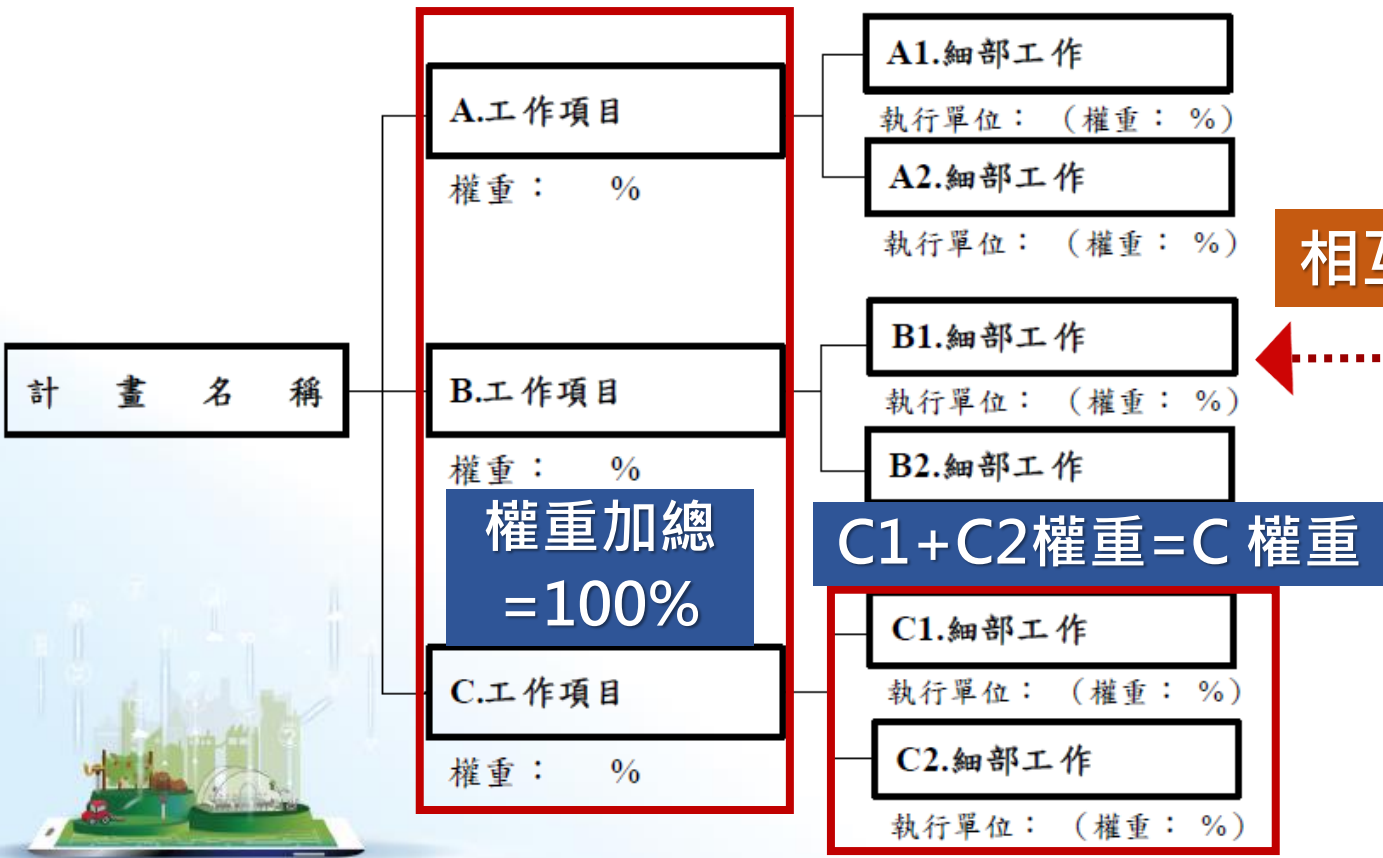 計 畫 名 稱
A.工作項目
權重： %
B.工作項目
權重： %
權重加總
=100%
C.工作項目
權重： %
A1.細部工作
執行單位： （權重： %）
A2.細部工作
執行單位： （權重： %）
B1.細部工作
執行單位： （權重： %）
B2.細部工作
C1+C2權重=C 權重
C1.細部工作
執行單位： （權重： %）
C2.細部工作
執行單位： （權重： %）
相互